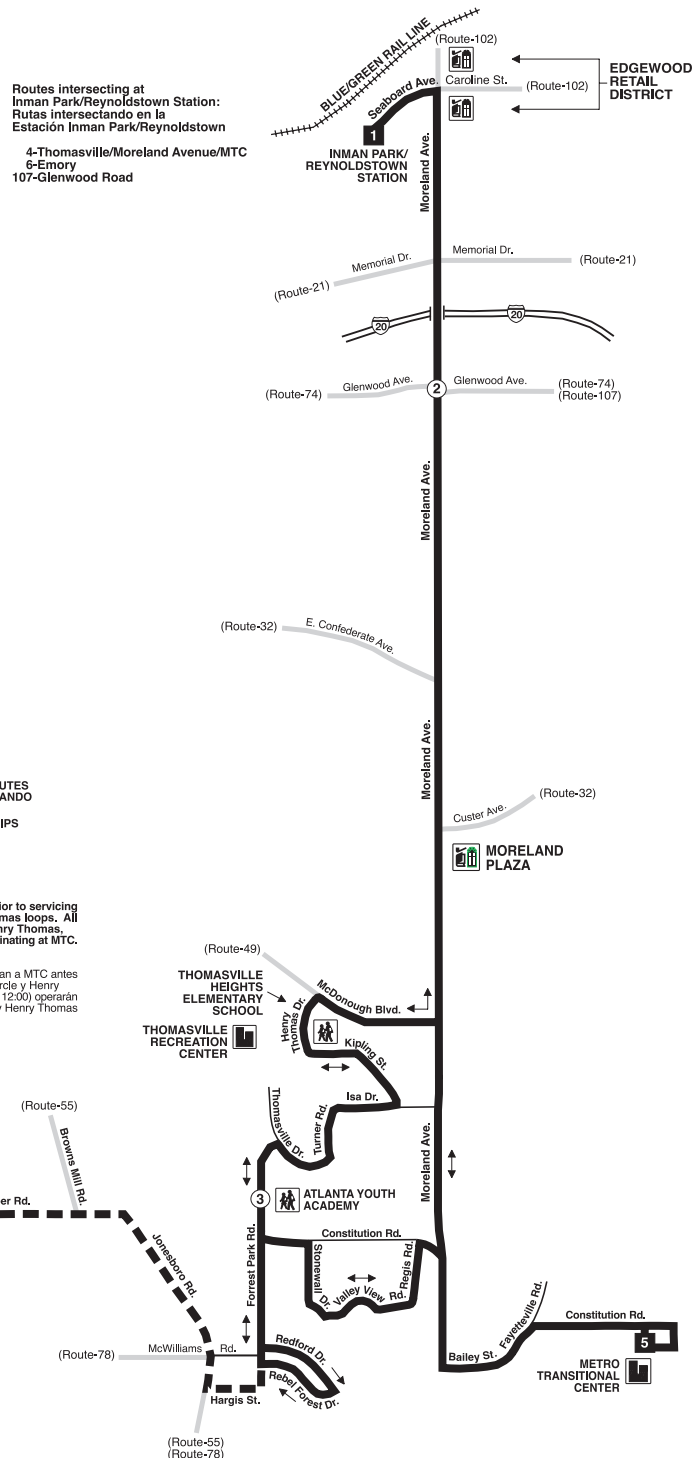 (Route-102)
BLUE/GREEN RAIL LINE
Seaboard Ave.
Caroline St.
(Route-102)
EDGEWOOD
RETAIL
DISTRICT
Routes intersecting at
Inman Park/Reynoldstown Station:
Rutas intersectando en la
Estación Inman Park/Reynoldstown
4-Thomasville/Moreland Avenue/MTC
6-Emory
107-Glenwood Road
1
INMAN PARK/
REYNOLDSTOWN
STATION
Moreland Ave.
Memorial Dr.
Memorial Dr.
(Route-21)
(Route-21)
20
20
(Route-74)
Glenwood Ave.
2
Glenwood Ave.
(Route-74)
(Route-107)
Moreland Ave.
(Route-32)
E. Confederate Ave.
Moreland Ave.
UTES
ANDO
IPS
(Route-32)
Custer Ave.
MORELAND
PLAZA
ior to servicing
mas loops. All
nry Thomas,
inating at MTC.
an a MTC antes
rcle y Henry
12:00) operarán
y Henry Thomas
(Route-49)
THOMASVILLE
HEIGHTS
ELEMENTARY
SCHOOL
McDonough Blvd.
Henry
Thomas Dr.
THOMASVILLE
RECREATION
CENTER
Kipling St.
Isa Dr.
Thomasville Dr.
Turner Rd.
Moreland Ave.
(Route-55)
Browns Mill Rd.
er Rd.
3
ATLANTA YOUTH
ACADEMY
Constitution Rd.
Jonesboro Rd.
Forrest Park Rd.
Stonewall
Dr.
Valley View
Rd.
Regis Rd.
Fayetteville Rd.
Constitution Rd.
5
(Route-78)
McWilliams
Rd.
Redford Dr.
Bailey St.
METRO
TRANSITIONAL
CENTER
Rebel Forest Dr.
Hargis St.
(Route-55)
(Route-78)